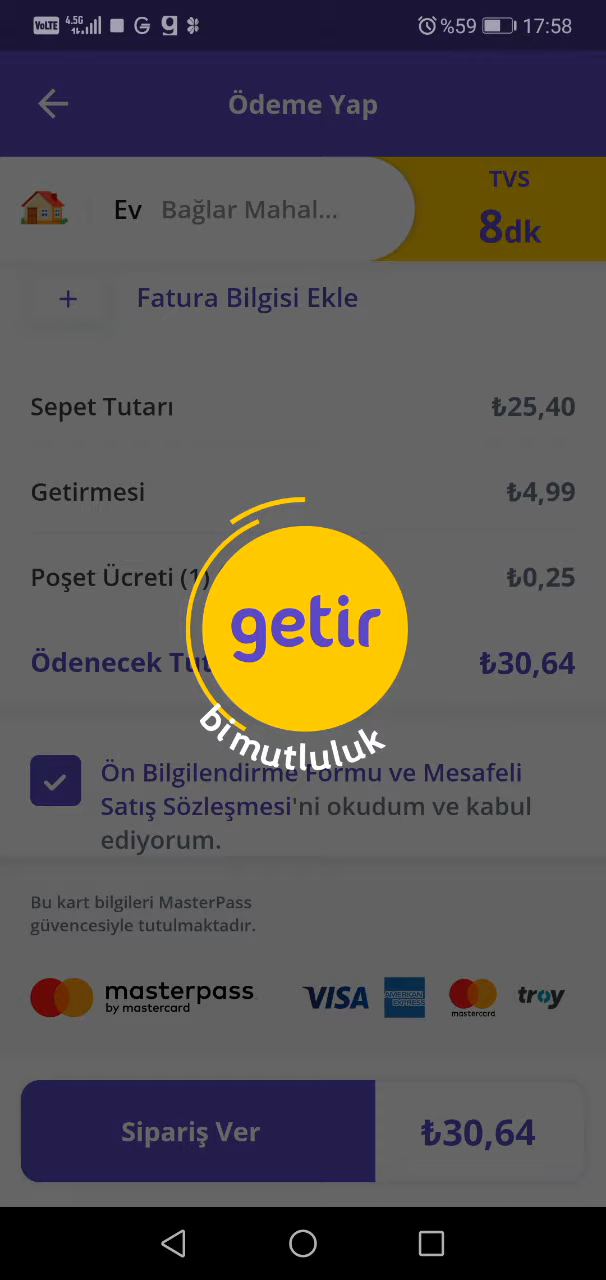 VoLTE 4.5G %59 17:58
Ödeme Yap
Ev Bağlar Mahal...
TVS
8dk
+ Fatura Bilgisi Ekle
Sepet Tutarı ₺25,40
Getirmesi ₺4,99
Poşet Ücreti (1) ₺0,25
getir
Ödenecek Tut ₺30,64
bimutluluk
Ön Bilgilendirme Formu ve Mesafeli
Satış Sözleşmesi'ni okudum ve kabul
ediyorum.
Bu kart bilgileri MasterPass
güvencesiyle tutulmaktadır.
masterpass
by mastercard
VISA
AMERICAN EXPRESS
mastercard
troy
Sipariş Ver ₺30,64